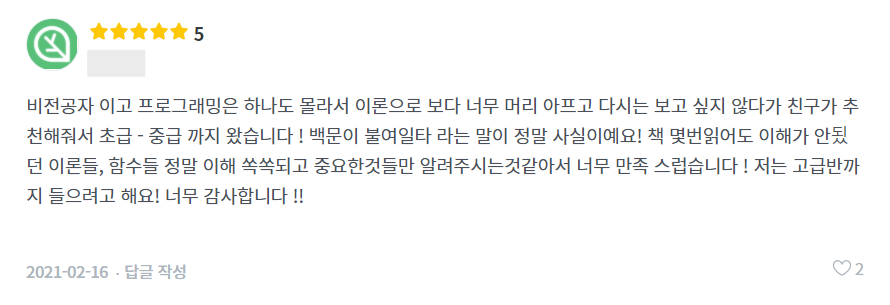 5
비전공자 이고 프로그래밍은 하나도 몰라서 이론으로 보다 너무 머리 아프고 다시는 보고 싶지 않다가 친구가 추
천해줘서 초급 - 중급 까지 왔습니다 ! 백문이 불여일타 라는 말이 정말 사실이에요! 책 몇번읽어도 이해가 안됬
던 이론들, 함수들 정말 이해 쏙쏙되고 중요한것들만 알려주시는것같아서 너무 만족 스럽습니다 ! 저는 고급반까
지 들으려고 해요! 너무 감사합니다 !!
2021-02-16 · 답글 작성
2